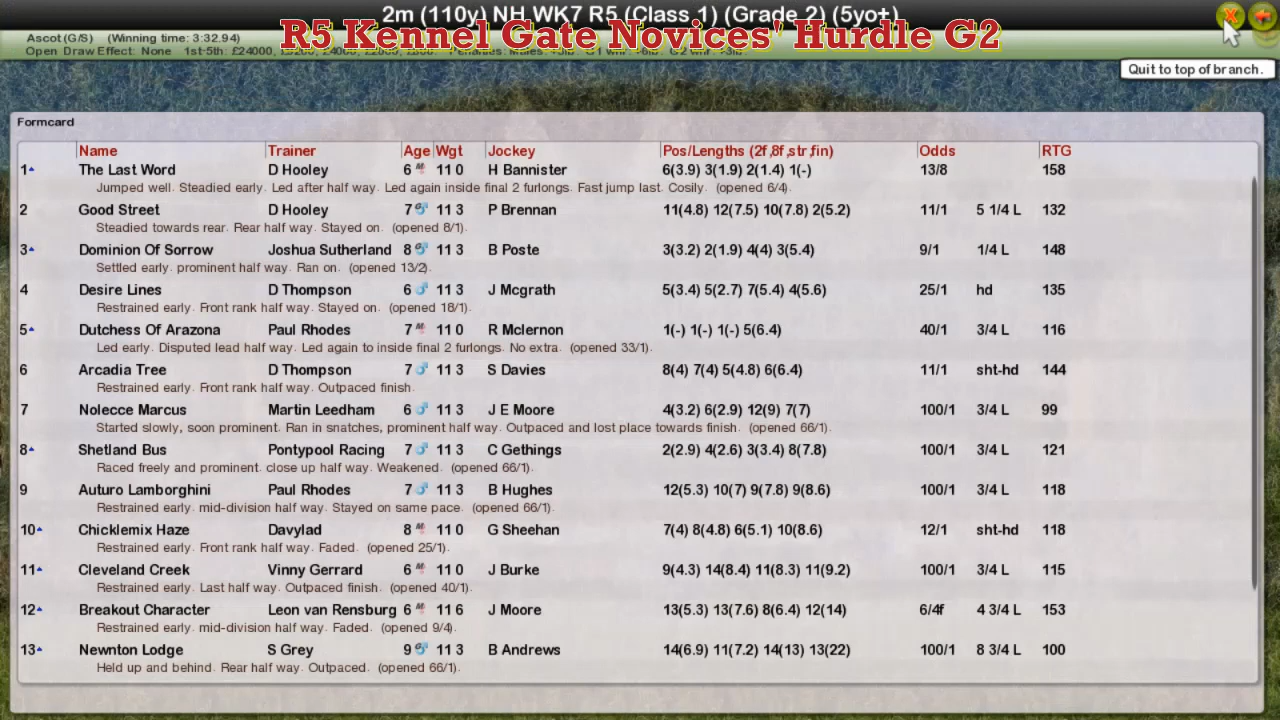 2m (110y) NH WK7 R5 (Class 1) (Grade 2) (5yo+)
R5 Kennel Gate Novices' Hurdle G2
Ascot(G/S) (Winning time: 3:32.94)
Open Draw Effect: None 1st-5th: £24000,
Quit to top of branch.
Formcard
Name Trainer Age Wgt Jockey Pos/Lengths (2f,8f,str,fin) Odds RTG
1 The Last Word D Hooley 6 11 0 H Bannister 6(3.9) 3(1.9) 2(1.4) 1(-) 13/8 158
Jumped well. Steadied early. Led after half way. Led again inside final 2 furlongs. Fast jump last. Cosily. (opened 6/4).
2 Good Street D Hooley 7 11 3 P Brennan 11(4.8) 12(7.5) 10(7.8) 2(5.2) 11/1 5 1/4 L 132
Steadied towards rear. Rear half way. Stayed on. (opened 8/1).
3 Dominion Of Sorrow Joshua Sutherland 8 11 3 B Poste 3(3.2) 2(1.9) 4(4) 3(5.4) 9/1 1/4 L 148
Settled early. prominent half way. Ran on. (opened 13/2).
4 Desire Lines D Thompson 6 11 3 J Mcgrath 5(3.4) 5(2.7) 7(5.4) 4(5.6) 25/1 hd 135
Restrained early. Front rank half way. Stayed on. (opened 18/1).
5 Dutchess Of Arazona Paul Rhodes 7 11 0 R Mclernon 1(-) 1(-) 1(-) 5(6.4) 40/1 3/4 L 116
Led early. Disputed lead half way. Led again to inside final 2 furlongs. No extra. (opened 33/1).
6 Arcadia Tree D Thompson 7 11 3 S Davies 8(4) 7(4) 5(4.8) 6(6.4) 11/1 sht-hd 144
Restrained early. Front rank half way. Outpaced finish.
7 Nolecce Marcus Martin Leedham 6 11 3 J E Moore 4(3.2) 6(2.9) 12(9) 7(7) 100/1 3/4 L 99
Started slowly, soon prominent. Ran in snatches, prominent half way. Outpaced and lost place towards finish. (opened 66/1).
8 Shetland Bus Pontypool Racing 7 11 3 C Gethings 2(2.9) 4(2.6) 3(3.4) 8(7.8) 100/1 3/4 L 121
Raced freely and prominent. close up half way. Weakened. (opened 66/1).
9 Auturo Lamborghini Paul Rhodes 7 11 3 B Hughes 12(5.3) 10(7) 9(7.8) 9(8.6) 100/1 3/4 L 118
Restrained early. mid-division half way. Stayed on same pace. (opened 66/1).
10 Chicklemix Haze Davylad 8 11 0 G Sheehan 7(4) 8(4.8) 6(5.1) 10(8.6) 12/1 sht-hd 118
Restrained early. Front rank half way. Faded. (opened 25/1).
11 Cleveland Creek Vinny Gerrard 6 11 0 J Burke 9(4.3) 14(8.4) 11(8.3) 11(9.2) 100/1 3/4 L 115
Restrained early. Last half way. Outpaced finish. (opened 40/1).
12 Breakout Character Leon van Rensburg 6 11 6 J Moore 13(5.3) 13(7.6) 8(6.4) 12(14) 6/4f 4 3/4 L 153
Restrained early. mid-division half way. Faded. (opened 9/4).
13 Newnton Lodge S Grey 9 11 3 B Andrews 14(6.9) 11(7.2) 14(13) 13(22) 100/1 8 3/4 L 100
Held up and behind. Rear half way. Outpaced. (opened 66/1).